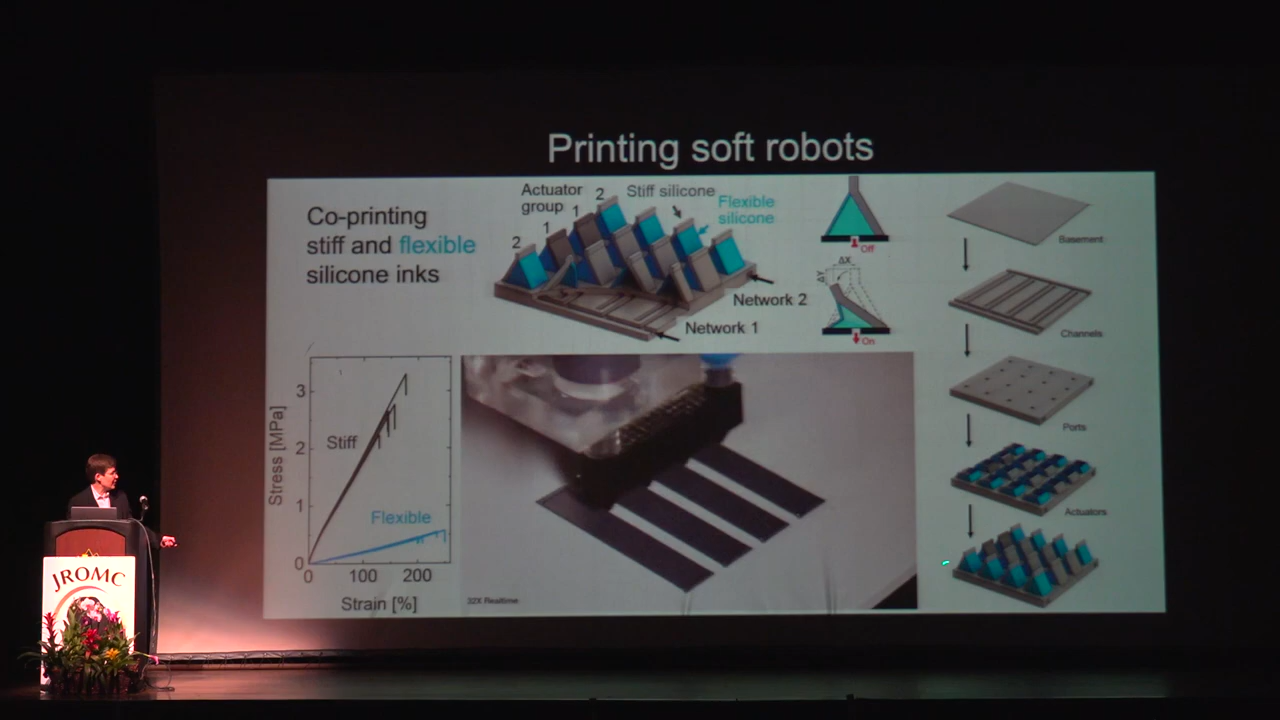 Printing soft robots
Co-printing
stiff and flexible
silicone inks
Actuator
group
2
1
1
2
Stiff silicone
Flexible
silicone
Network 2
Network 1
Off
ΔX
ΔY
On
Basement
Channels
Ports
Actuators
Stress [MPa]
3
2
1
0
Stiff
Flexible
0
100
200
Strain [%]
32X Realtime
JROMC